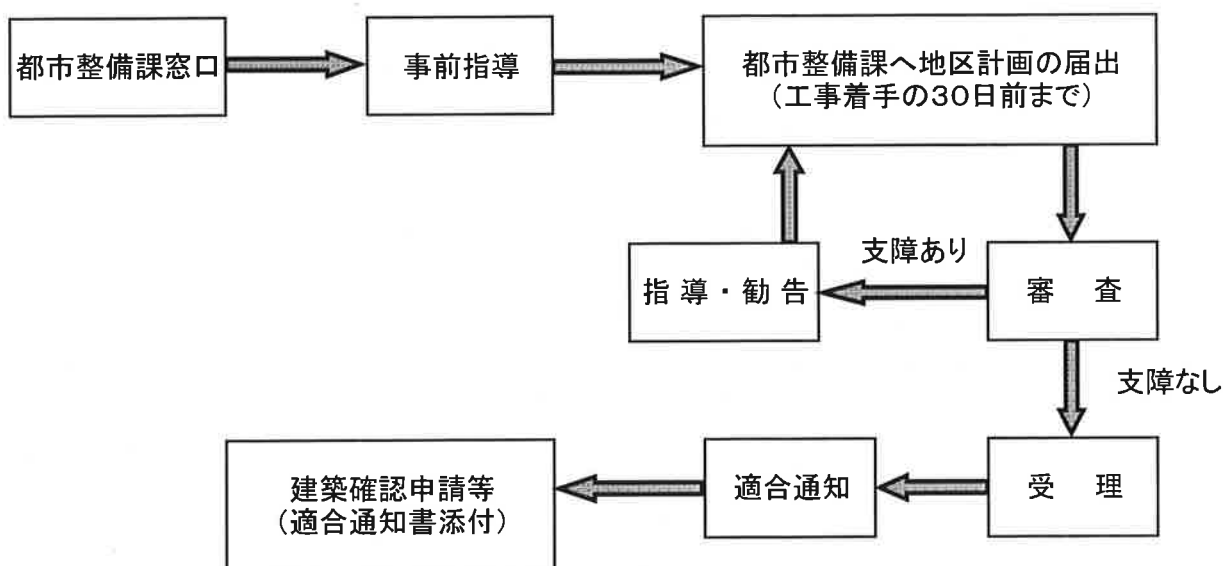 都市整備課窓口
事前指導
都市整備課へ地区計画の届出
（工事着手の３０日前まで）
支障あり
指 導 ・ 勧 告
審　査
支障なし
建築確認申請等
（適合通知書添付）
適合通知
受　理